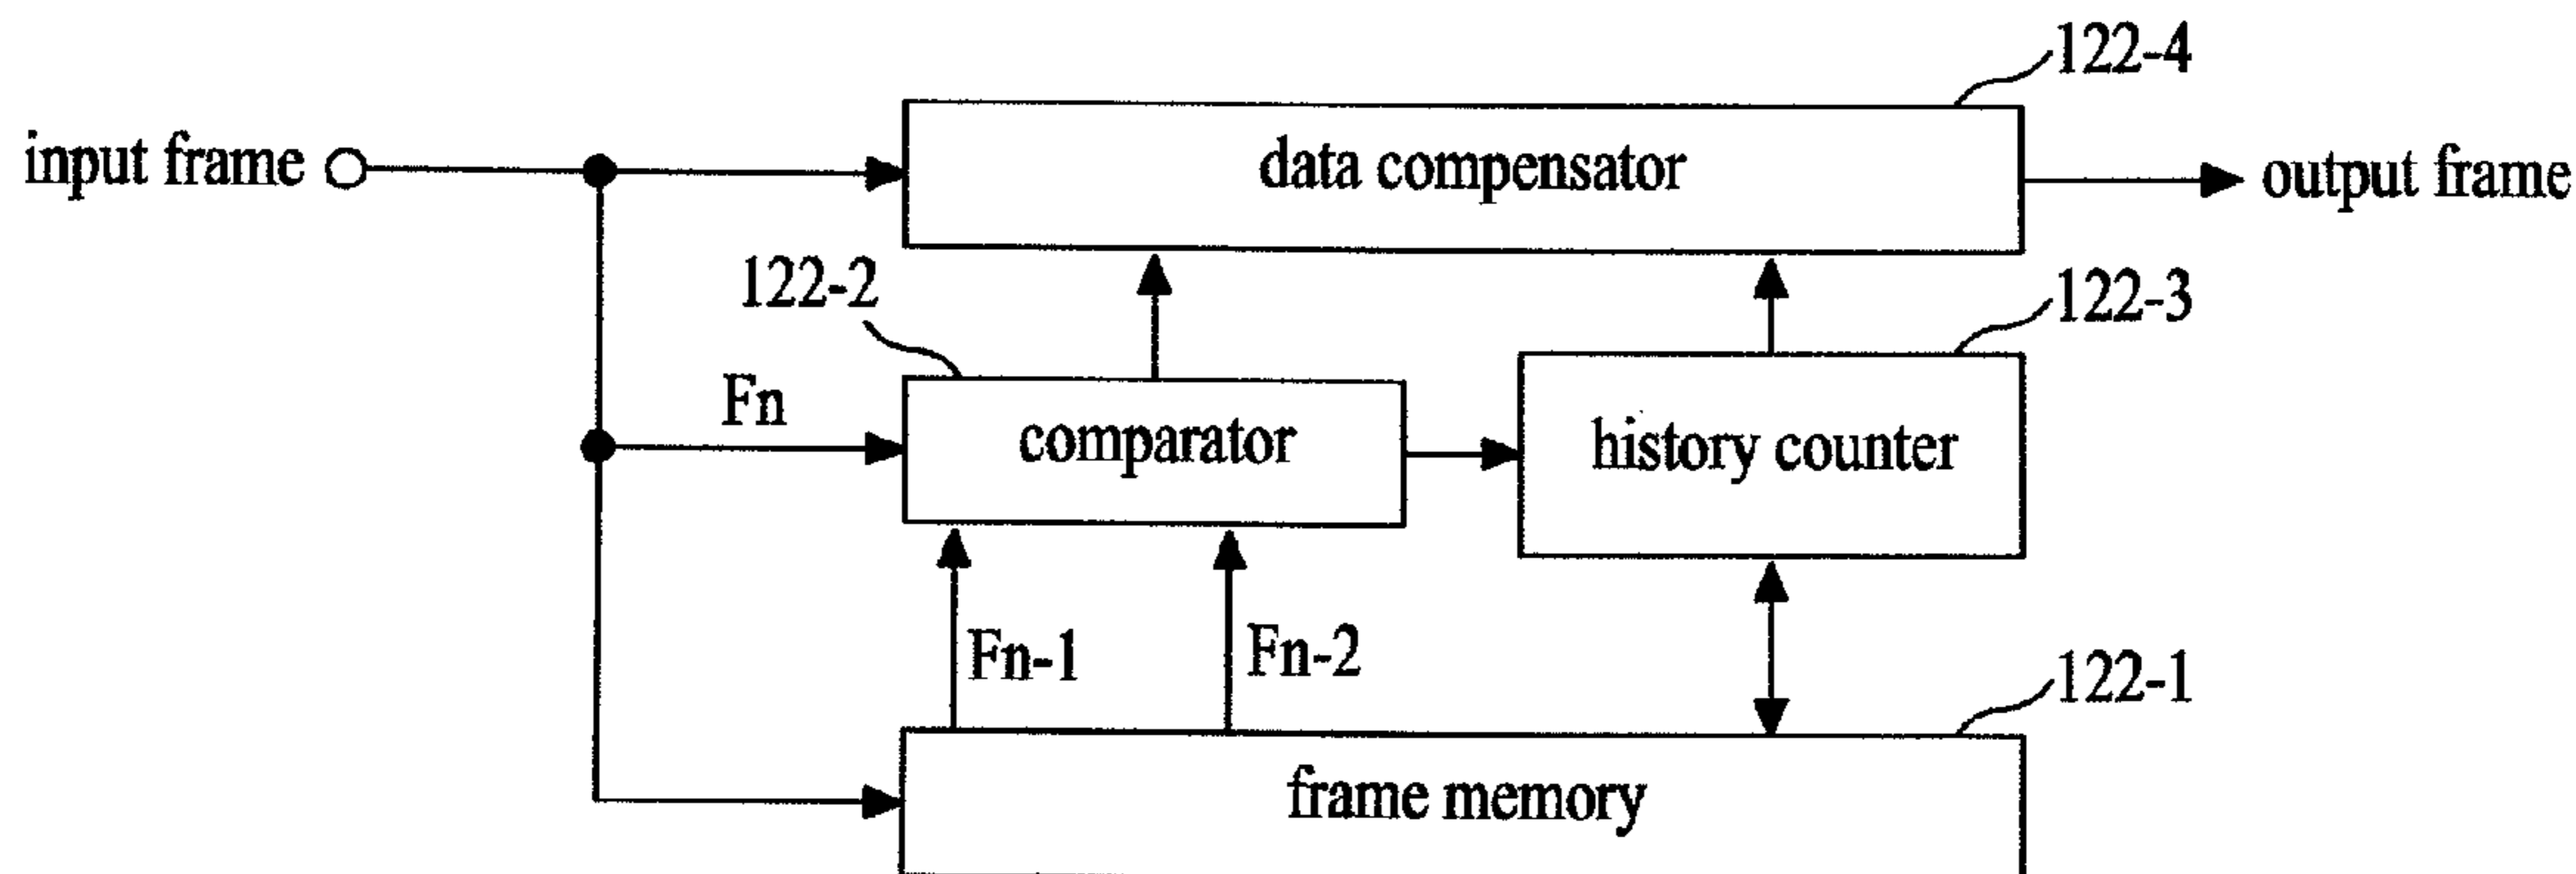 122-4
input frame
data compensator
output frame
122-2
122-3
Fn
comparator
history counter
Fn-1
Fn-2
122-1
frame memory